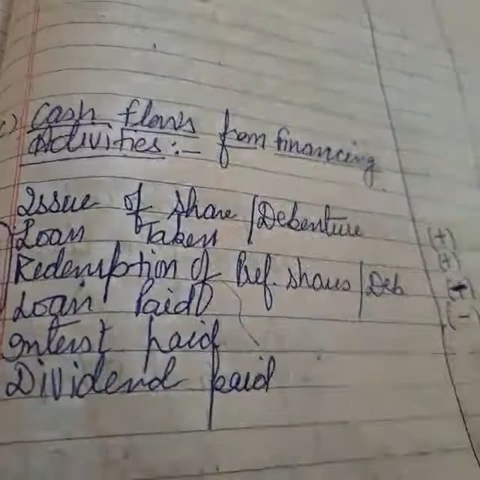 ) Cash flows from financing
Activities:-
Issue of share / Debenture (+)
Loan Taken (+)
Redemption of Pref. shares / Deb
Loan Paid (-
Interst paid
Dividend paid